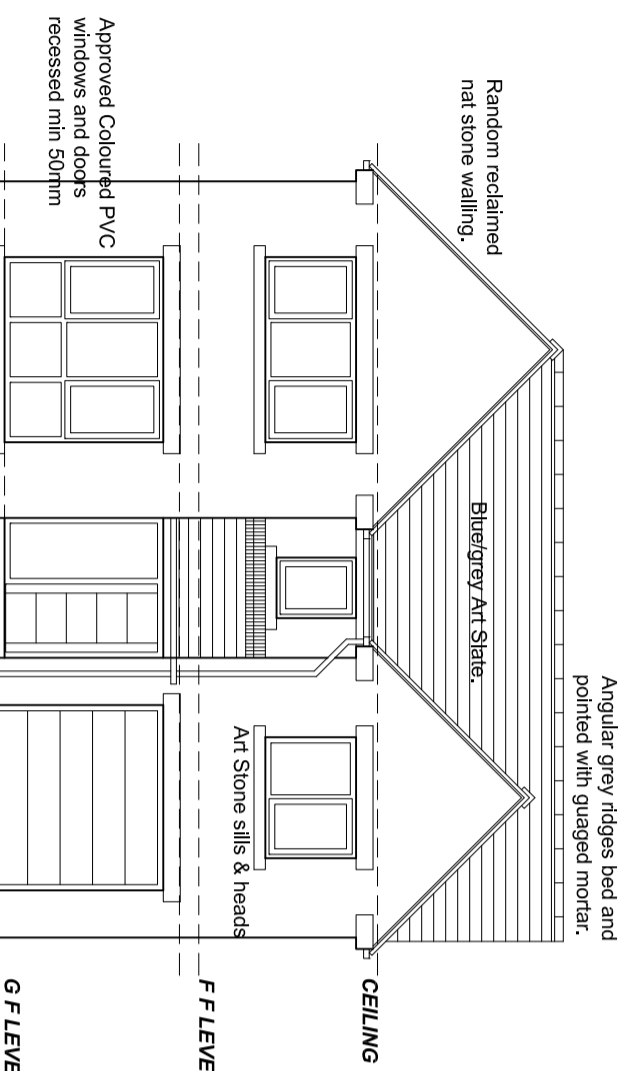 Angular grey ridges bed and
pointed with guaged mortar.
Random reclaimed
nat stone walling.
Blue/grey Art Slate.
CEILING
Art Stone sills & heads
F F LEVE
Approved Coloured PVC
windows and doors
recessed min 50mm
G F LEVE